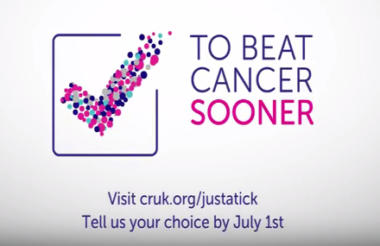 TO BEAT
CANCER
SOONER
Visit cruk.org/justatick
Tell us your choice by July 1st